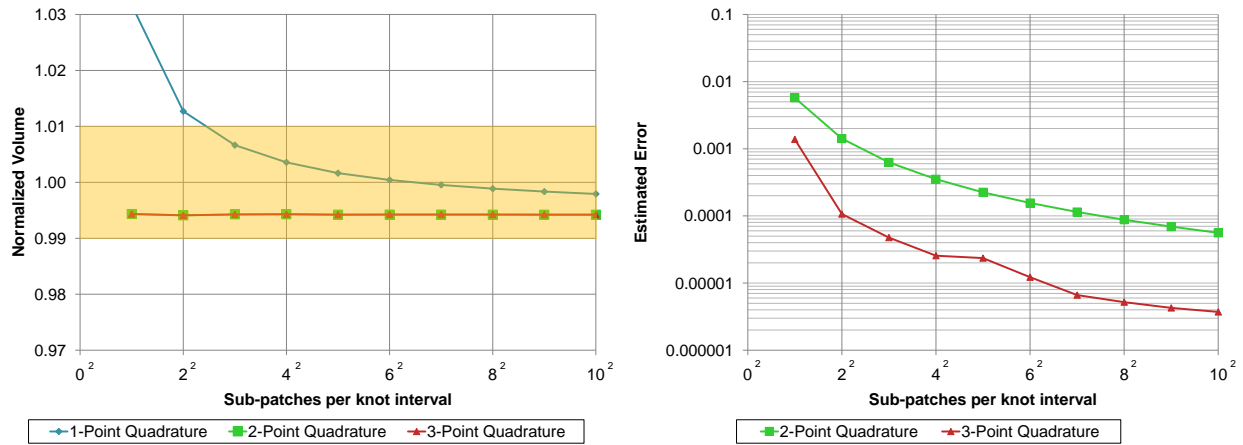 1.03
1.02
1.01
1.00
0.99
0.98
0.97
Normalized Volume
0² 2² 4² 6² 8² 10²
Sub-patches per knot interval
1-Point Quadrature 2-Point Quadrature 3-Point Quadrature
0.1
0.01
0.001
0.0001
0.00001
0.000001
Estimated Error
0² 2² 4² 6² 8² 10²
Sub-patches per knot interval
2-Point Quadrature 3-Point Quadrature